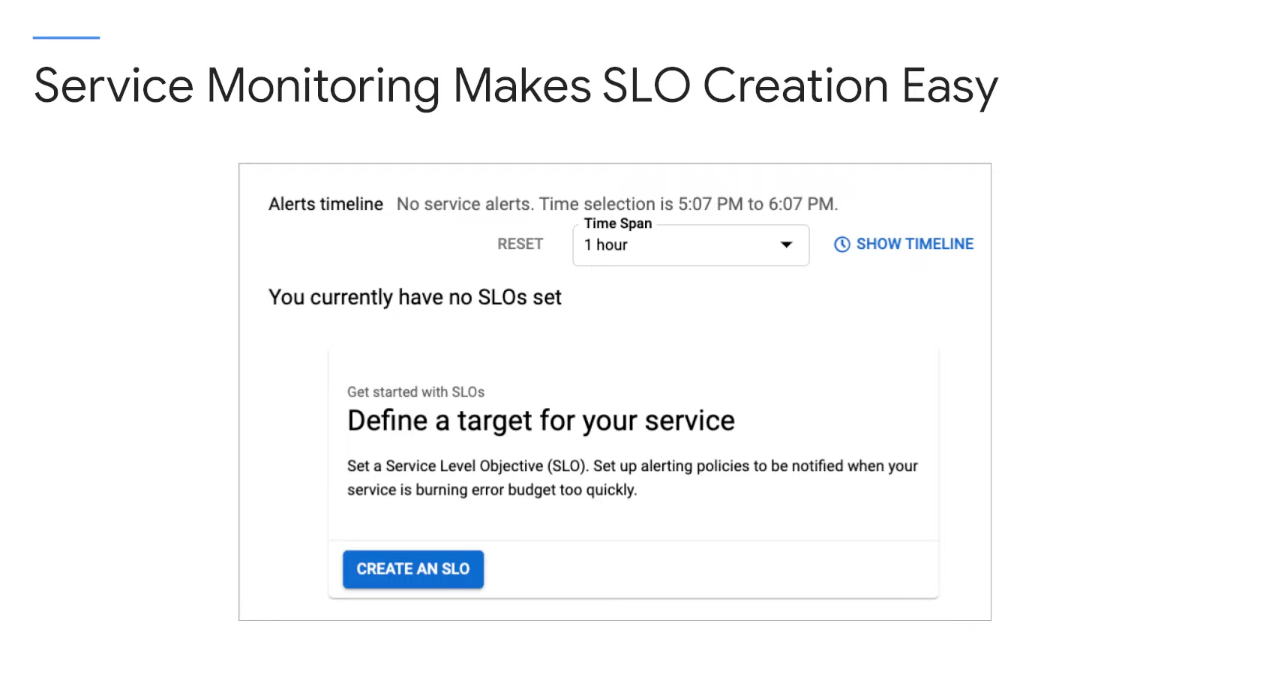 Service Monitoring Makes SLO Creation Easy
Alerts timeline No service alerts. Time selection is 5:07 PM to 6:07 PM.
Time Span
RESET 1 hour SHOW TIMELINE
You currently have no SLOs set
Get started with SLOs
Define a target for your service
Set a Service Level Objective (SLO). Set up alerting policies to be notified when your
service is burning error budget too quickly.
CREATE AN SLO